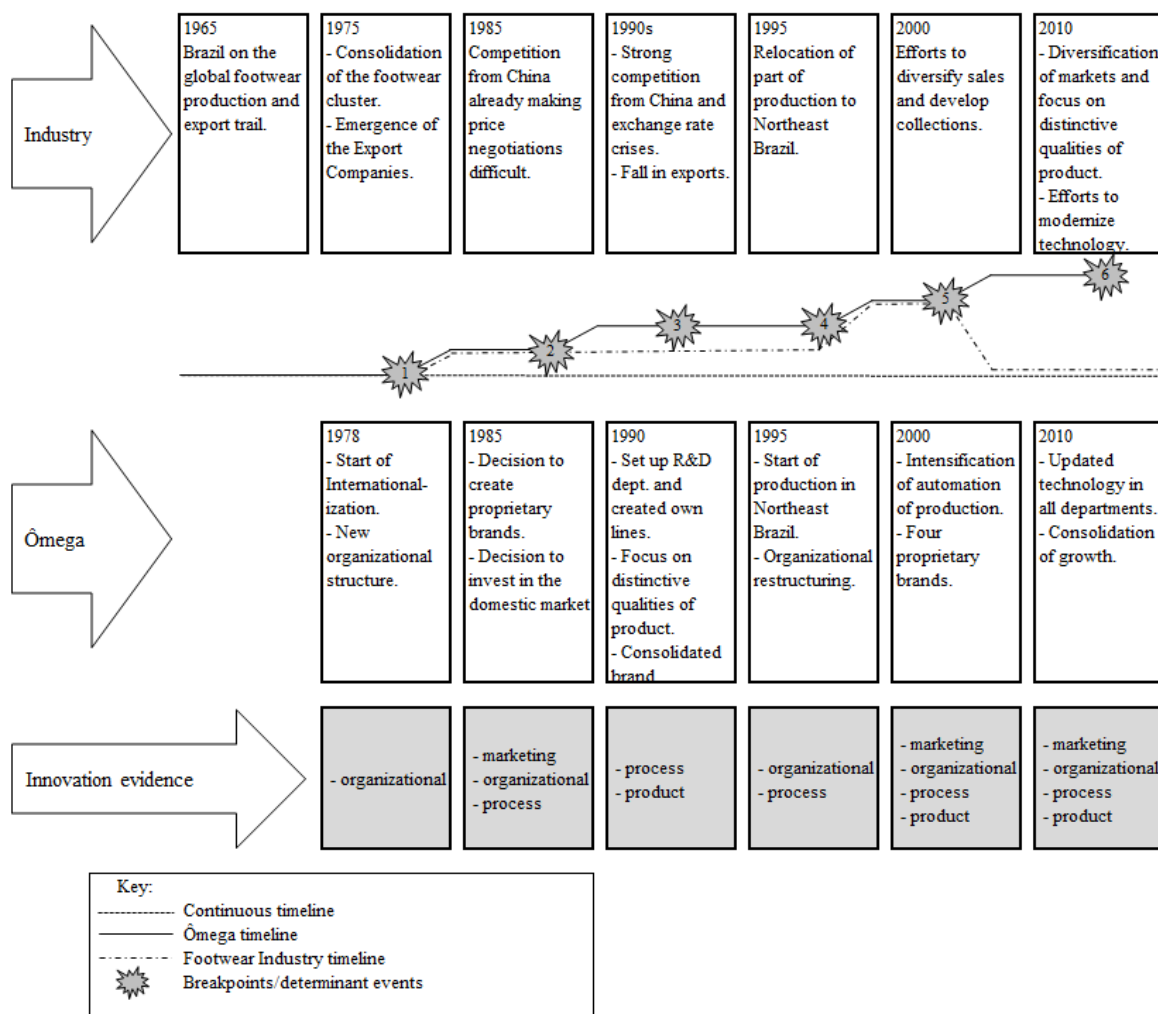 Industry
1965
Brazil on the
global footwear
production and
export trail.
1975
- Consolidation
of the footwear
cluster.
- Emergence of
the Export
Companies.
1985
Competition
from China
already making
price
negotiations
difficult.
1990s
- Strong
competition
from China and
exchange rate
crises.
- Fall in exports.
1995
Relocation of
part of
production to
Northeast
Brazil.
2000
Efforts to
diversify sales
and develop
collections.
2010
- Diversification
of markets and
focus on
distinctive
qualities of
product.
- Efforts to
modernize
technology.
1
2
3
4
5
6
Ômega
1978
- Start of
International-
ization.
- New
organizational
structure.
1985
- Decision to
create
proprietary
brands.
- Decision to
invest in the
domestic market
1990
- Set up R&D
dept. and
created own
lines.
- Focus on
distinctive
qualities of
product.
- Consolidated
brand
1995
- Start of
production in
Northeast
Brazil.
- Organizational
restructuring.
2000
- Intensification
of automation
of production.
- Four
proprietary
brands.
2010
- Updated
technology in
all departments.
- Consolidation
of growth.
Innovation evidence
- organizational
- marketing
- organizational
- process
- process
- product
- organizational
- process
- marketing
- organizational
- process
- product
- marketing
- organizational
- process
- product
Key:
Continuous timeline
Ômega timeline
Footwear Industry timeline
Breakpoints/determinant events